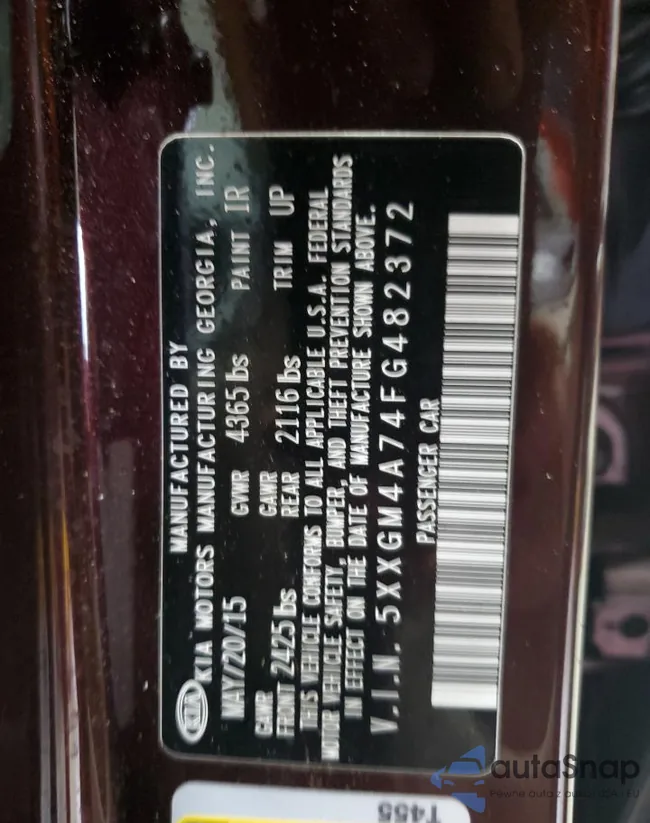 MANUFACTURED BY
KIA KIA MOTORS MANUFACTURING GEORGIA, INC.
MAY/20/15 GVWR 4365 lbs PAINT IR
GAWR GAWR
FRONT 2425 lbs REAR 2116 lbs TRIM UP
THIS VEHICLE CONFORMS TO ALL APPLICABLE U.S.A. FEDERAL
MOTOR VEHICLE SAFETY, BUMPER, AND THEFT PREVENTION STANDARDS
IN EFFECT ON THE DATE OF MANUFACTURE SHOWN ABOVE.
V.I.N. 5XXGM4A74FG482372
PASSENGER CAR
T455
autaSnap